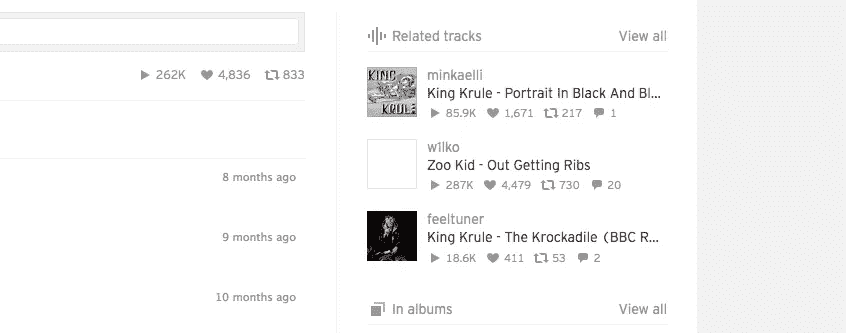 262K 4,836 833
8 months ago
9 months ago
10 months ago
Related tracks View all
KING
KRULE
minkaelli
King Krule - Portrait In Black And Bl...
85.9K 1,671 217 1
w1lko
Zoo Kid - Out Getting Ribs
287K 4,479 730 20
feeltuner
King Krule - The Krockadile (BBC R...
18.6K 411 53 2
In albums View all